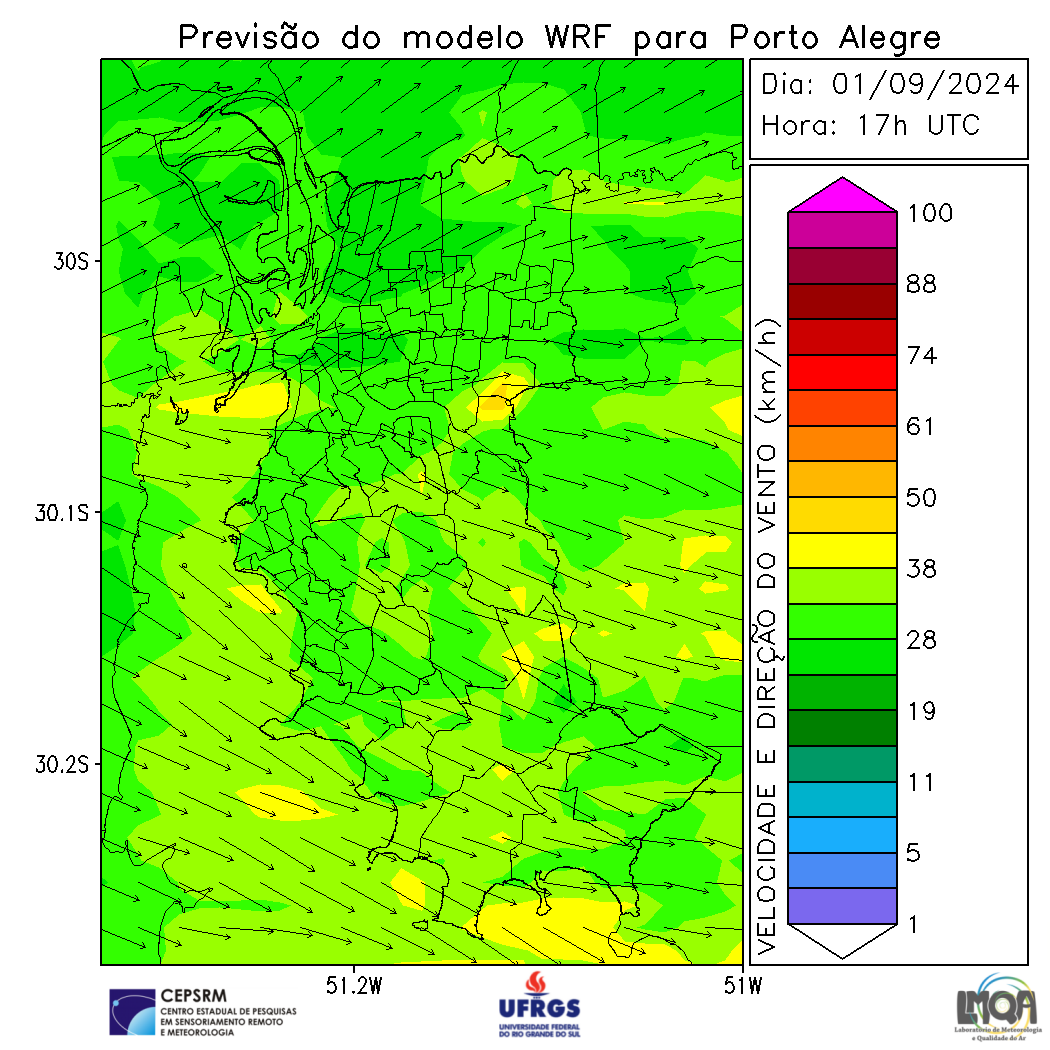 Previsão do modelo WRF para Porto Alegre
Dia: 01/09/2024
Hora: 17h UTC
30S
30.1S
30.2S
51.2W
51W
VELOCIDADE E DIREÇÃO DO VENTO (km/h)
100
88
74
61
50
38
28
19
11
5
1
CEPSRM
CENTRO ESTADUAL DE PESQUISAS
EM SENSORIAMENTO REMOTO
E METEOROLOGIA
UFRGS
UNIVERSIDADE FEDERAL
DO RIO GRANDE DO SUL
LMQA
Laboratório de Meteorologia
e Qualidade do Ar